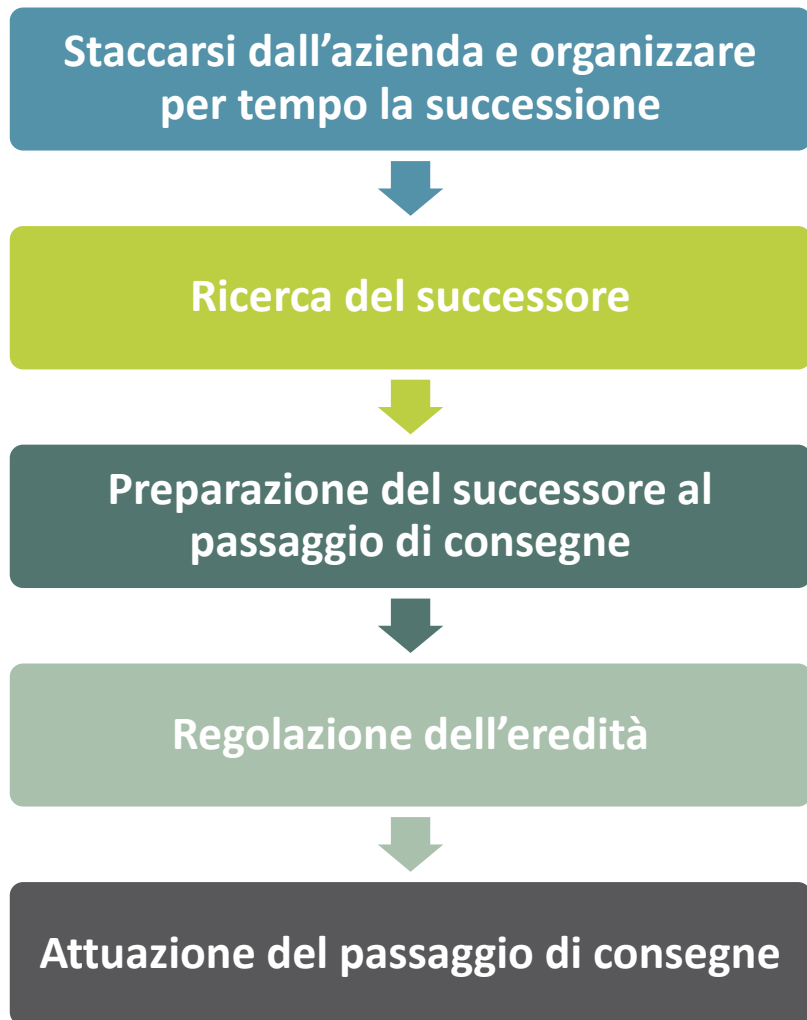 Staccarsi dall’azienda e organizzare
per tempo la successione
Ricerca del successore
Preparazione del successore al
passaggio di consegne
Regolazione dell’eredità
Attuazione del passaggio di consegne